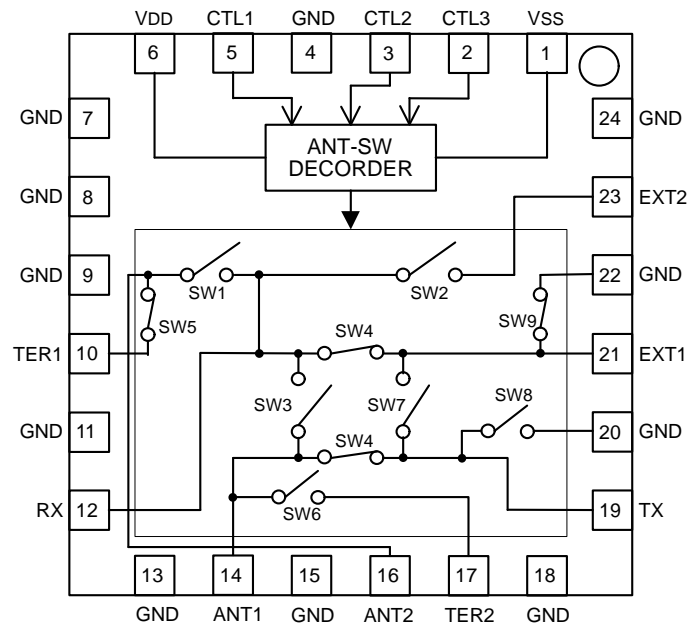 VDD CTL1 GND CTL2 CTL3 VSS
6 5 4 3 2 1
GND 7
24 GND
ANT-SW
DECORDER
GND 8
23 EXT2
GND 9
22 GND
SW1
SW2
SW5
SW9
SW4
TER1 10
21 EXT1
SW3
SW7
SW8
GND 11
SW4
20 GND
RX 12
SW6
19 TX
13 14 15 16 17 18
GND ANT1 GND ANT2 TER2 GND